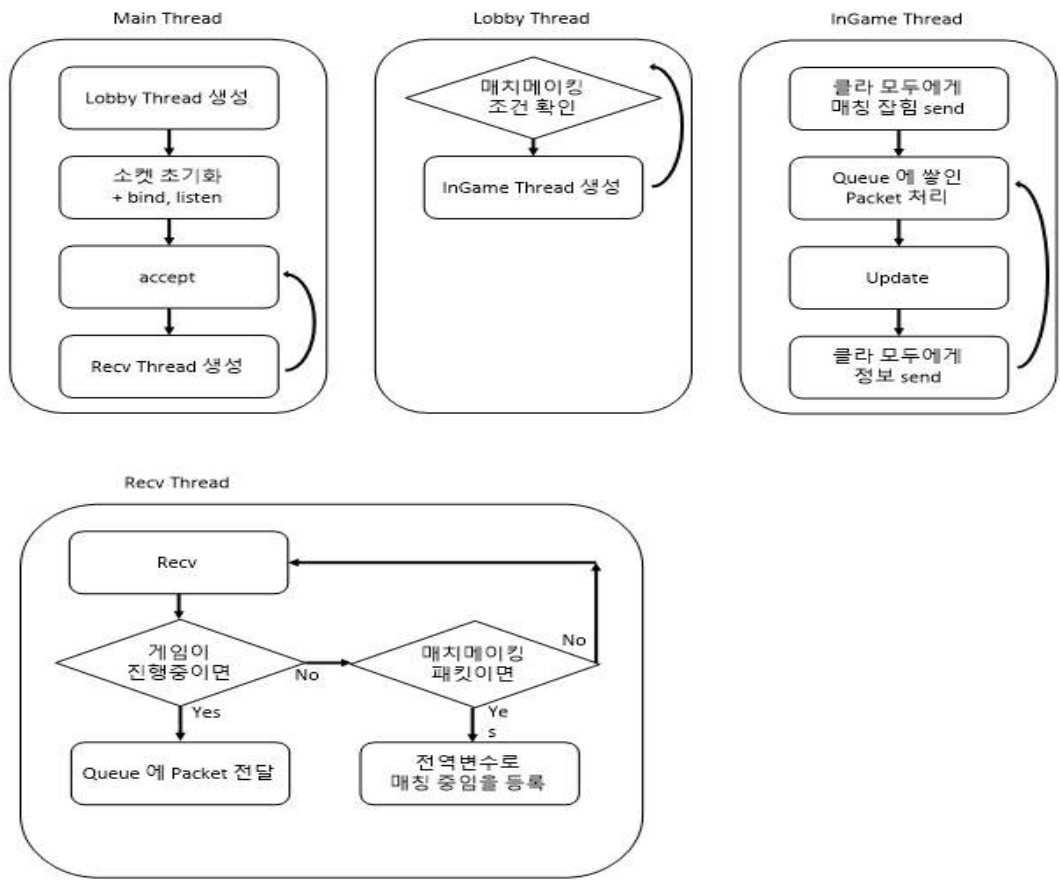 Main Thread
Lobby Thread 생성
소켓 초기화
+ bind, listen
accept
Recv Thread 생성
Lobby Thread
매치메이킹
조건 확인
InGame Thread 생성
InGame Thread
클라 모두에게
매칭 잡힘 send
Queue 에 쌓인
Packet 처리
Update
클라 모두에게
정보 send
Recv Thread
Recv
게임이
진행중이면
No
Yes
Queue 에 Packet 전달
매치메이킹
패킷이면
No
Ye
s
전역변수로
매칭 중임을 등록